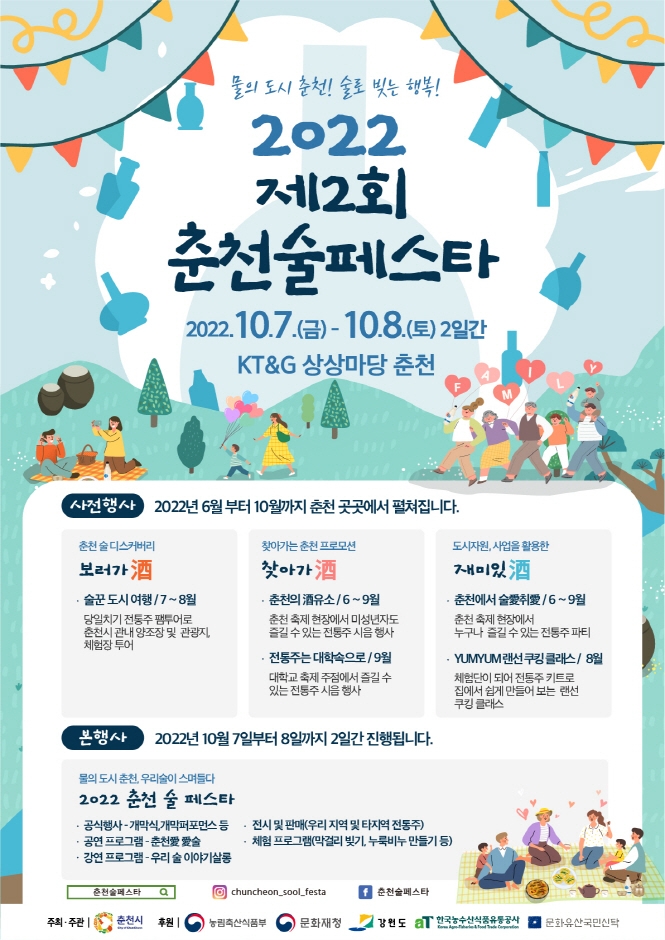 물의 도시 춘천! 술로 빚는 행복!
2022
제2회
춘천술페스타
2022.10.7.(금) - 10.8.(토) 2일간
KT&G 상상마당 춘천
FAMILY
사전행사 2022년 6월 부터 10월까지 춘천 곳곳에서 펼쳐집니다.
춘천 술 디스커버리
보러가酒
· 술꾼 도시 여행 / 7 ~ 8월
당일치기 전통주 팸투어로
춘천시 관내 양조장 및 관광지,
체험장 투어
찾아가는 춘천 프로모션
찾아가酒
· 춘천의 酒유소 / 6 ~ 9월
춘천 축제 현장에서 미성년자도
즐길 수 있는 전통주 시음 행사
· 전통주는 대학속으로 / 9월
대학교 축제 주점에서 즐길 수
있는 전통주 시음 행사
도시자원, 사업을 활용한
재미있酒
· 춘천에서 술愛취愛 / 6 ~ 9월
춘천 축제 현장에서
누구나 즐길 수 있는 전통주 파티
· YUMYUM 랜선 쿠킹 클래스 / 8월
체험단이 되어 전통주 키트로
집에서 쉽게 만들어 보는 랜선
쿠킹 클래스
본행사 2022년 10월 7일부터 8일까지 2일간 진행됩니다.
물의 도시 춘천, 우리술이 스며들다
2022 춘천 술 페스타
· 공식행사 - 개막식,개막퍼포먼스 등
· 공연 프로그램 - 춘천愛 愛술
· 강연 프로그램 - 우리 술 이야기살롱
· 전시 및 판매(우리 지역 및 타지역 전통주)
· 체험 프로그램(막걸리 빚기, 누룩비누 만들기 등)
춘천술페스타 chuncheon_sool_festa 춘천술페스타
주최·주관 | 춘천시 후원 | 농림축산식품부 문화재청 강원도 aT 한국농수산식품유통공사 문화유산국민신탁